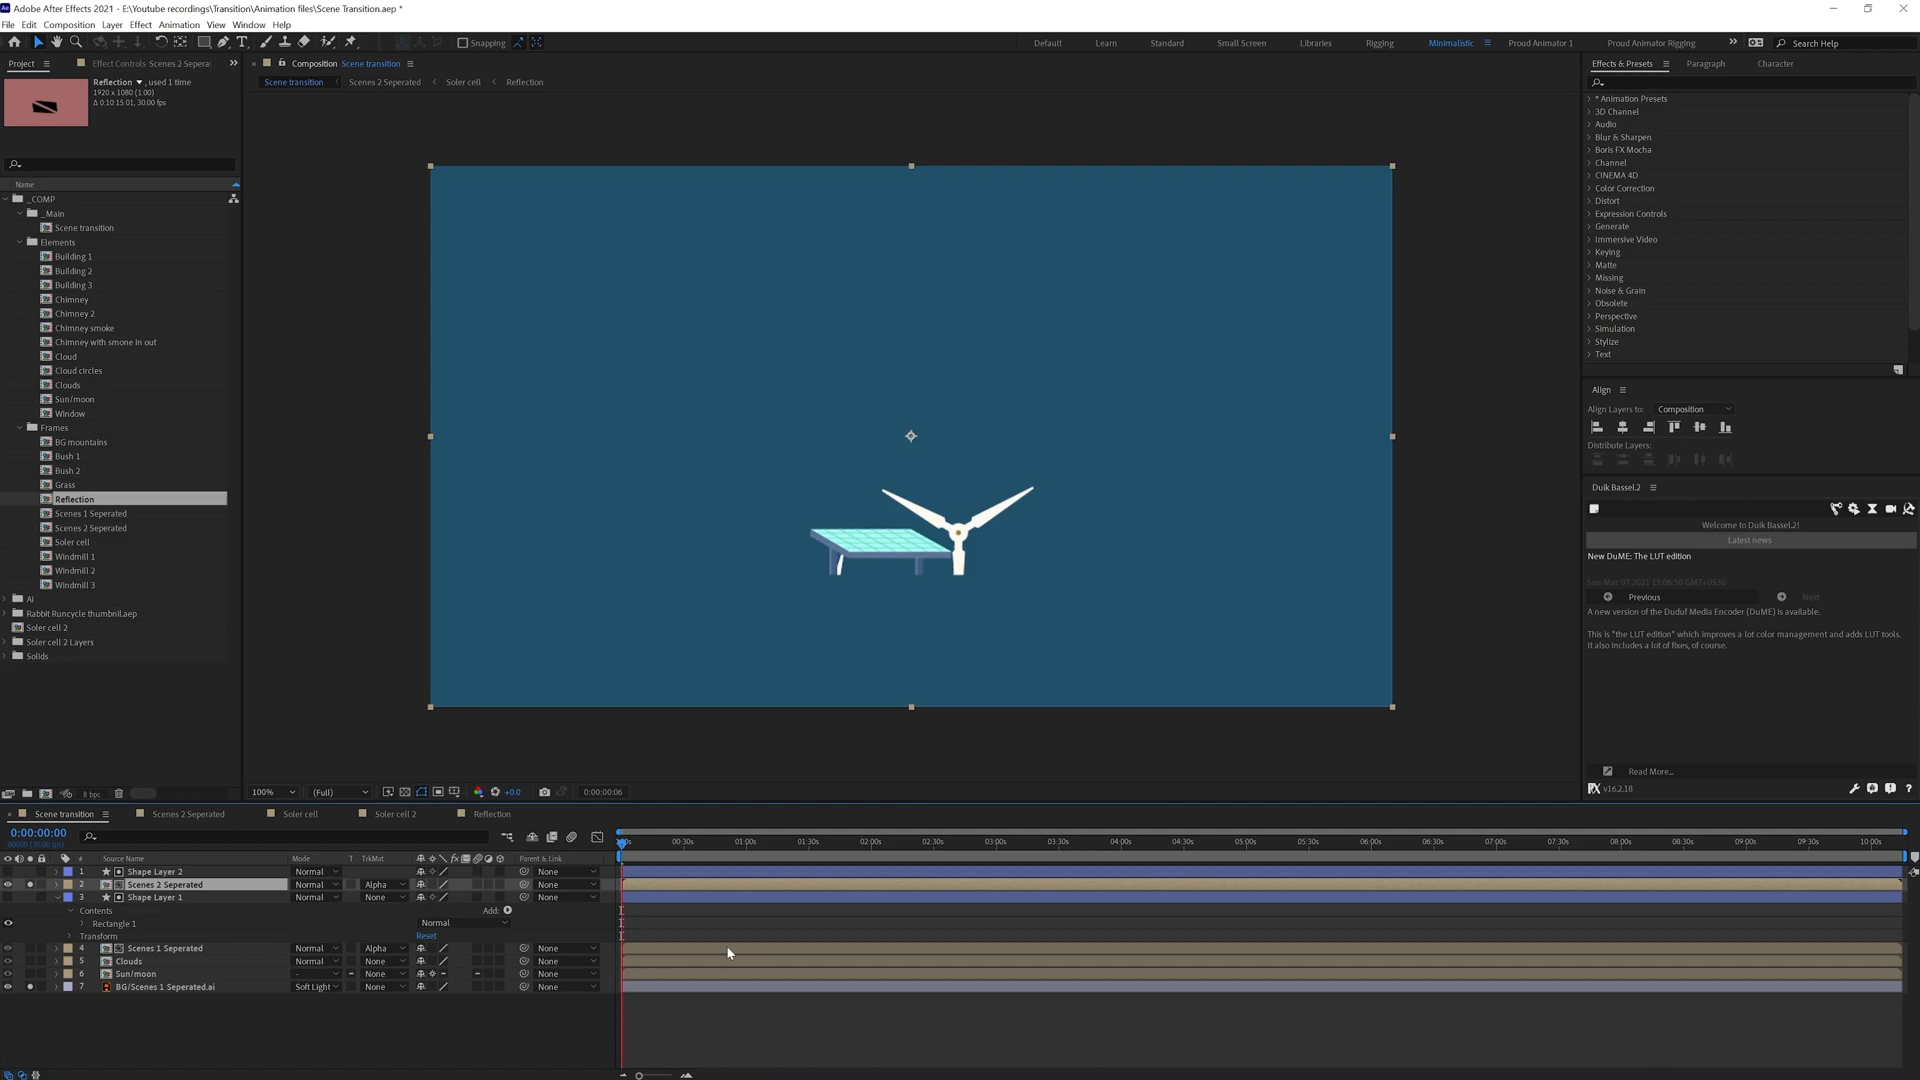 Adobe After Effects 2021 - E:\Youtube recordings\Transition\Animation files\Scene Transition.aep *
File Edit Composition Layer Effect Animation View Window Help
Snapping
Default Learn Standard Small Screen Libraries Rigging Minimalistic Proud Animator 1 Proud Animator Rigging Search Help
Project Effect Controls Scenes 2 Separat
Composition Scene transition
Effects & Presets Paragraph Character
Reflection , used 1 time
1920 x 1080 (1.00)
Δ 0:10:15:01, 30.00 fps
Scene transition Scenes 2 Seperated Soler cell Reflection
Name
_COMP
_Main
Scene transition
Elements
Building 1
Building 2
Building 3
Chimney
Chimney 2
Chimney smoke
Chimney with smone in out
Cloud
Cloud circles
Clouds
Sun/moon
Window
Frames
BG mountains
Bush 1
Bush 2
Grass
Reflection
Scenes 1 Seperated
Scenes 2 Seperated
Soler cell
Windmill 1
Windmill 2
Windmill 3
Ai
Rabbit Runcycle thumbnil.aep
Soler cell 2
Soler cell 2 Layers
Solids
8 bpc
* Animation Presets
3D Channel
Audio
Blur & Sharpen
Boris FX Mocha
Channel
CINEMA 4D
Color Correction
Distort
Expression Controls
Generate
Immersive Video
Keying
Matte
Missing
Noise & Grain
Obsolete
Perspective
Simulation
Stylize
Text
Align
Align Layers to: Composition
Distribute Layers:
Duik Bassel.2
Welcome to Duik Bassel.2!
Latest news
New DuME: The LUT edition
Sun Mar 07 2021 15:06:50 GMT+0530
Previous Next
A new version of the Duduf Media Encoder (DuME) is available.
This is "the LUT edition" which improves a lot color management and adds LUT tools.
It also includes a lot of fixes, of course.
Read More...
v16.2.18
100% (Full) +0.0 0:00:00:06
Scene transition Scenes 2 Seperated Soler cell Soler cell 2 Reflection
0:00:00:00
00000 (30.00 fps)
00:30s 01:00s 01:30s 02:00s 02:30s 03:00s 03:30s 04:00s 04:30s 05:00s 05:30s 06:00s 06:30s 07:00s 07:30s 08:00s 08:30s 09:00s 09:30s 10:00s
# Source Name Mode T TrkMat Parent & Link
1 Shape Layer 2 Normal None
2 Scenes 2 Seperated Normal Alpha None
3 Shape Layer 1 Normal None None
Contents Add:
Rectangle 1 Normal
Transform Reset
4 Scenes 1 Seperated Normal Alpha None
5 Clouds Normal None None
6 Sun/moon - None None
7 BG/Scenes 1 Seperated.ai Soft Light None None